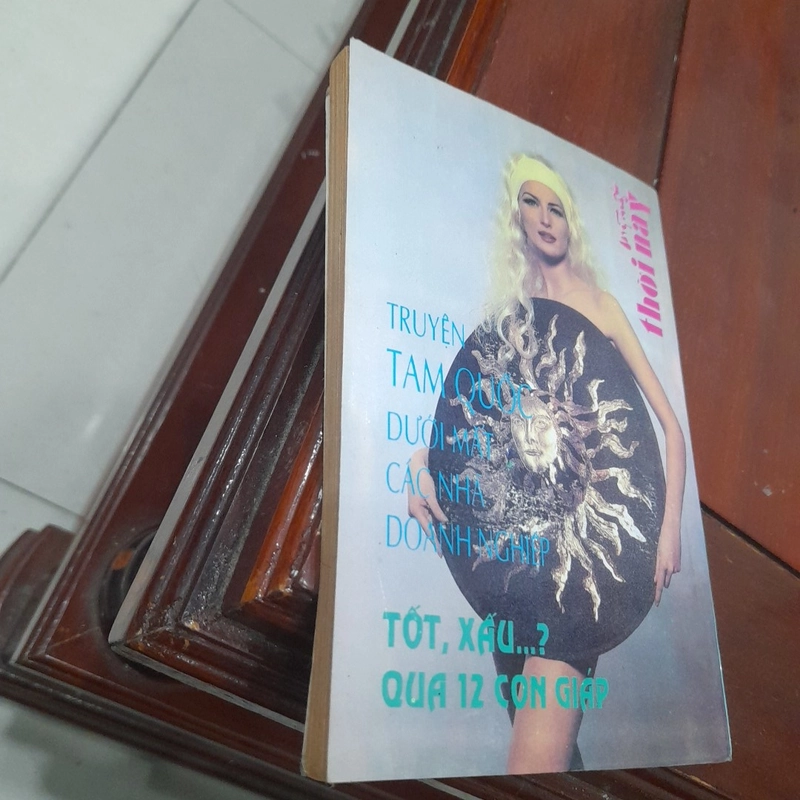 thời nay
TRUYỆN
TAM QUỐC
DƯỚI MẮT
CÁC NHÀ
DOANH NGHIỆP
TỐT, XẤU...?
QUA 12 CON GIÁP